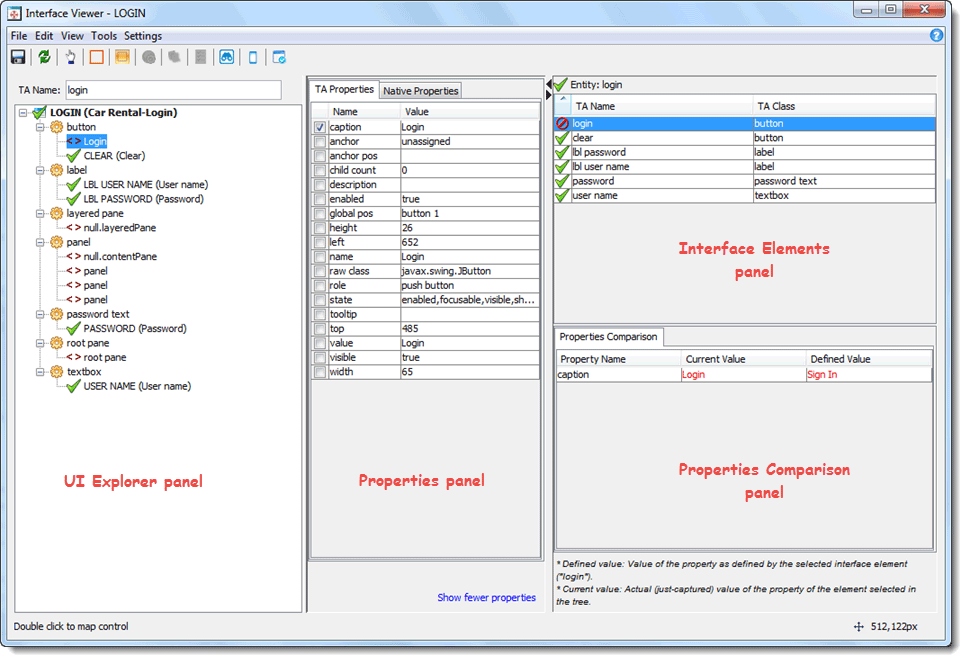 Interface Viewer - LOGIN
File Edit View Tools Settings
TA Name: login
LOGIN (Car Rental-Login)
button
< > Login
CLEAR (Clear)
label
LBL USER NAME (User name)
LBL PASSWORD (Password)
layered pane
< > null.layeredPane
panel
< > null.contentPane
< > panel
< > panel
< > panel
password text
PASSWORD (Password)
root pane
< > root pane
textbox
USER NAME (User name)
UI Explorer panel
TA Properties Native Properties
Name Value
caption Login
anchor unassigned
anchor pos
child count 0
description
enabled true
global pos button 1
height 26
left 652
name Login
raw class javax.swing.JButton
role push button
state enabled,focusable,visible,sh...
tooltip
top 485
value Login
visible true
width 65
Properties panel
Show fewer properties
Entity: login
TA Name TA Class
login button
clear button
lbl password label
lbl user name label
password password text
user name textbox
Interface Elements
panel
Properties Comparison
Property Name Current Value Defined Value
caption Login Sign In
Properties Comparison
panel
* Defined value: Value of the property as defined by the selected interface element
("login").
* Current value: Actual (just-captured) value of the property of the element selected in
the tree.
Double click to map control
512,122px